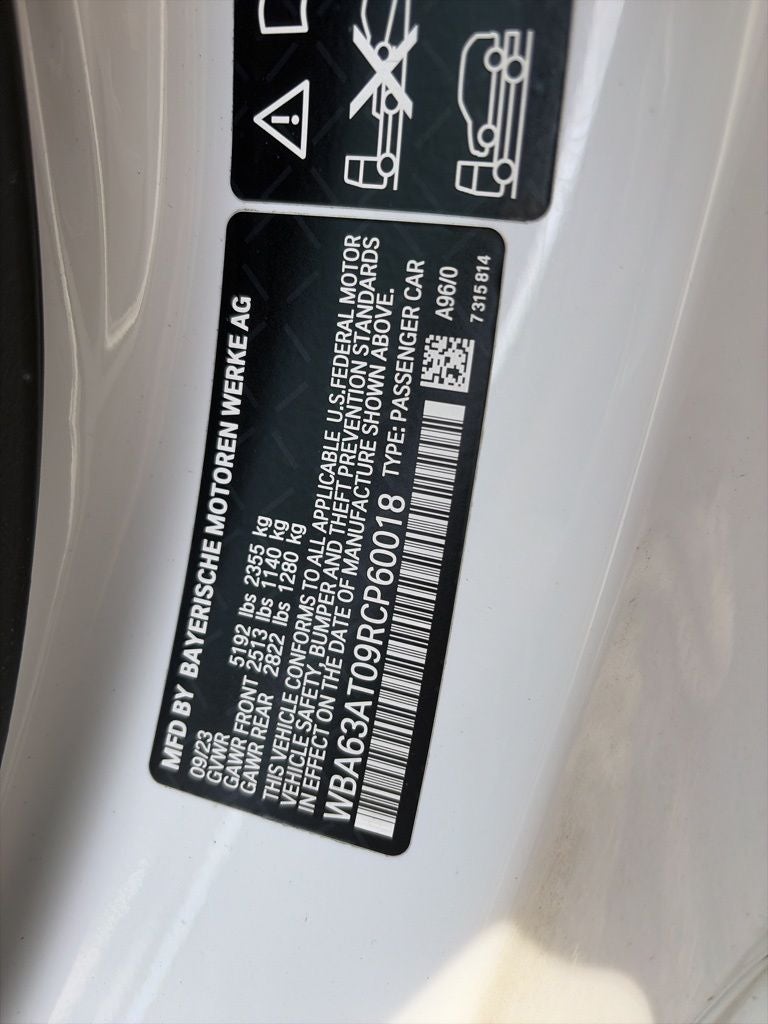 MFD BY BAYERISCHE MOTOREN WERKE AG
09/23
GVWR 5192 lbs 2355 kg
GAWR FRONT 2513 lbs 1140 kg
GAWR REAR 2822 lbs 1280 kg
THIS VEHICLE CONFORMS TO ALL APPLICABLE U.S.FEDERAL MOTOR
VEHICLE SAFETY, BUMPER AND THEFT PREVENTION STANDARDS
IN EFFECT ON THE DATE OF MANUFACTURE SHOWN ABOVE.
WBA63AT09RCP60018 TYPE: PASSENGER CAR
A96/0
7 315 814